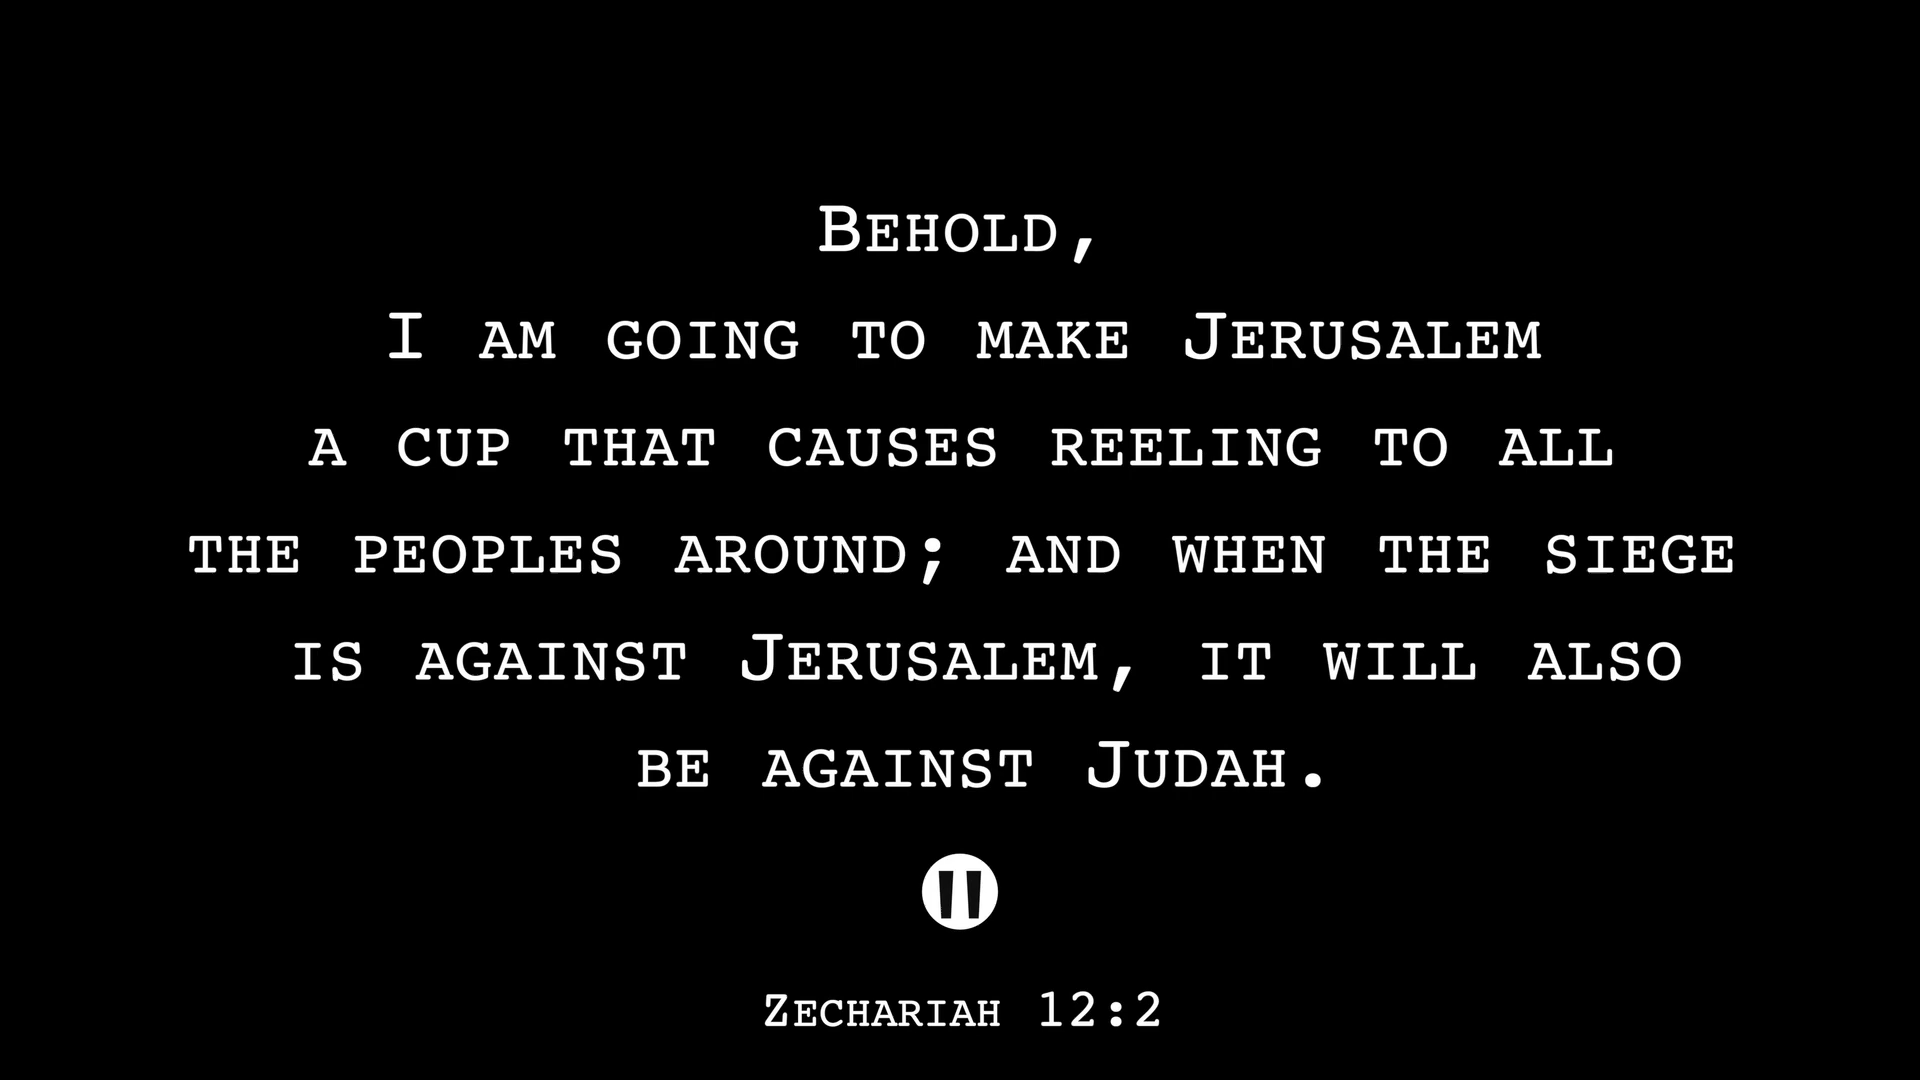 Behold,
I am going to make Jerusalem
a cup that causes reeling to all
the peoples around; and when the siege
is against Jerusalem, it will also
be against Judah.
"
Zechariah 12:2